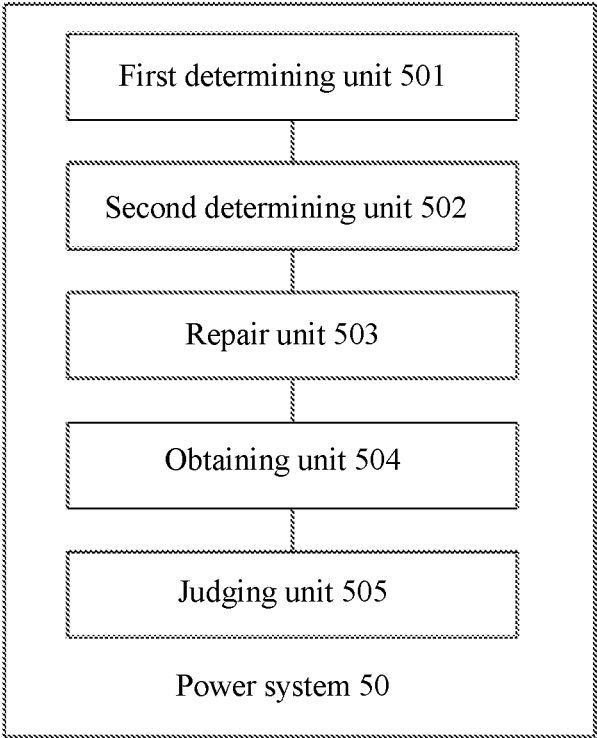 First determining unit 501
Second determining unit 502
Repair unit 503
Obtaining unit 504
Judging unit 505
Power system 50